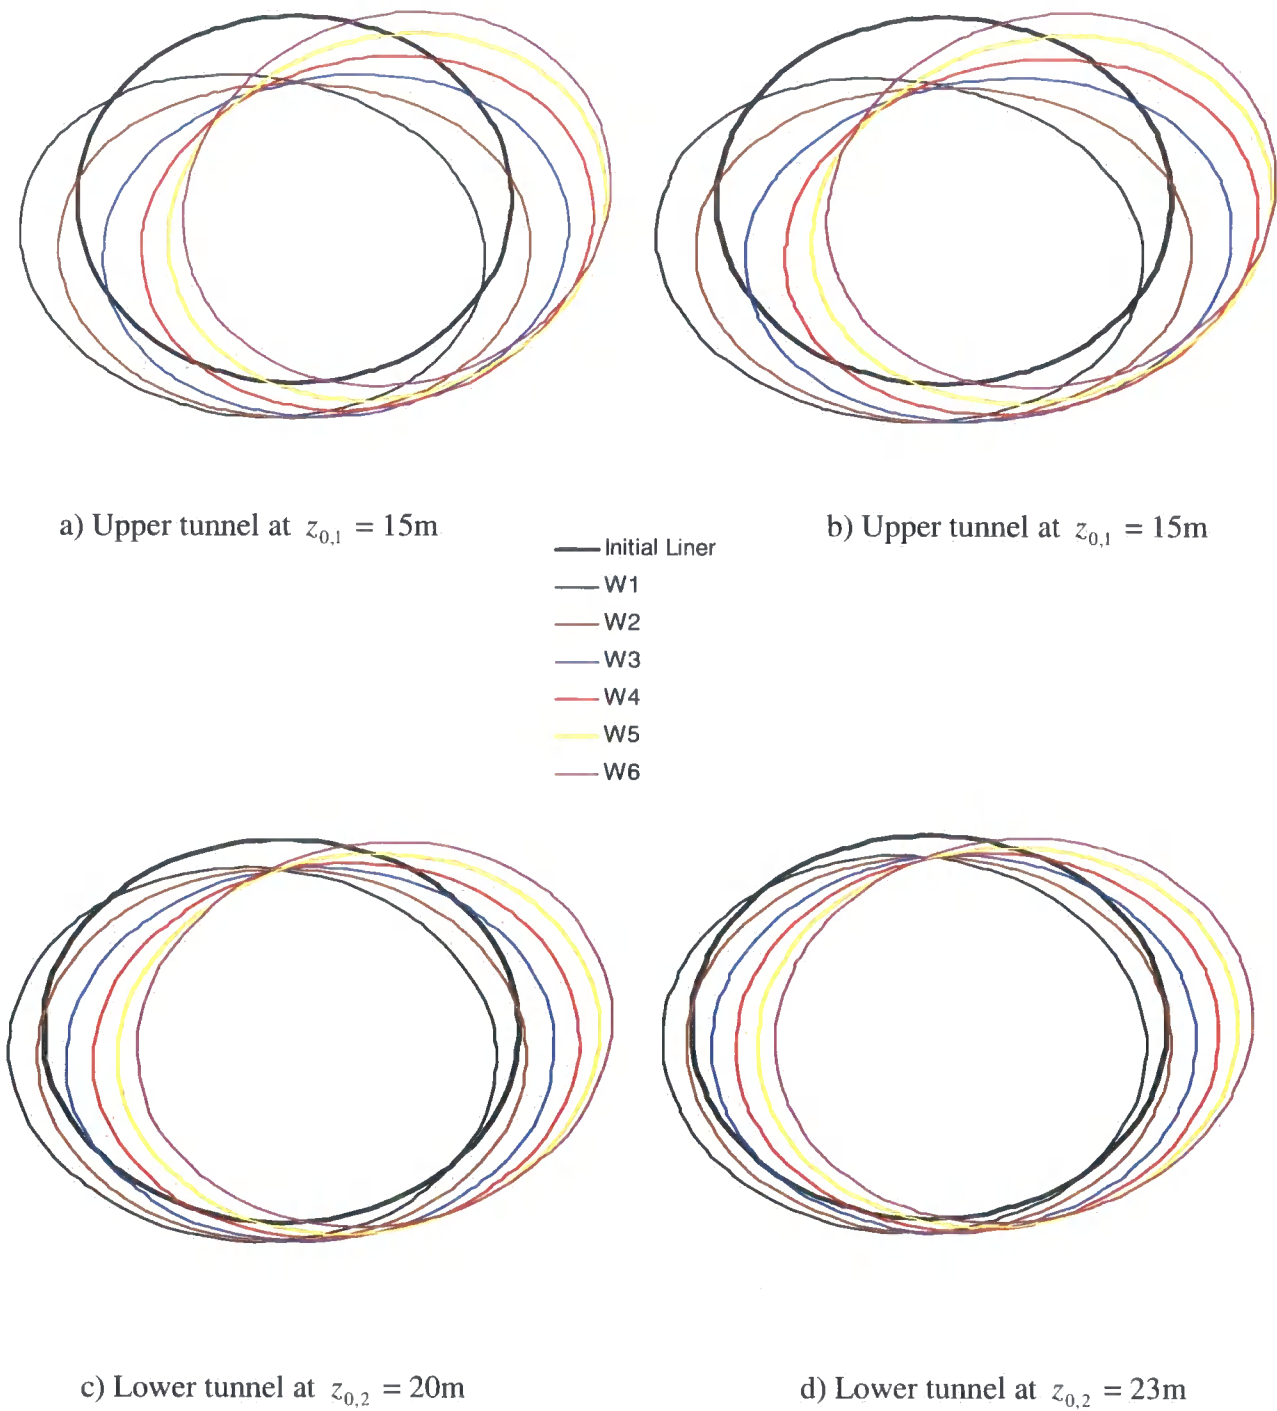 a) Upper tunnel at z0,1 = 15m
b) Upper tunnel at z0,1 = 15m
Initial Liner
W1
W2
W3
W4
W5
W6
c) Lower tunnel at z0,2 = 20m
d) Lower tunnel at z0,2 = 23m